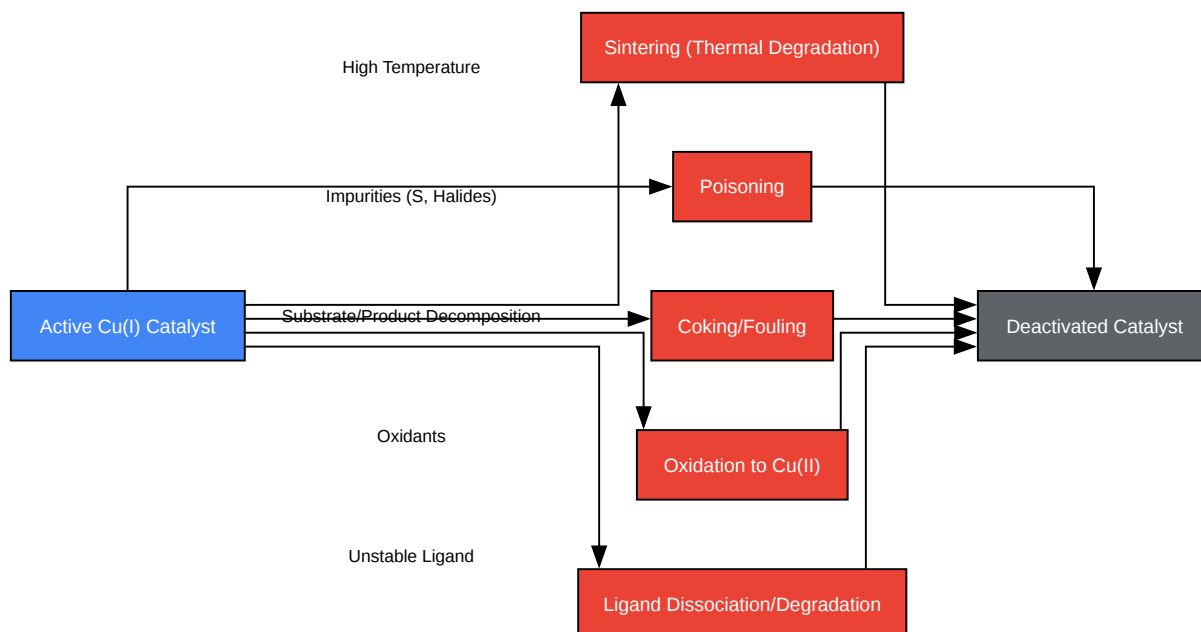 Sintering (Thermal Degradation)
High Temperature
Poisoning
Impurities (S, Halides)
Active Cu(I) Catalyst
Substrate/Product Decomposition
Coking/Fouling
Deactivated Catalyst
Oxidants
Oxidation to Cu(II)
Unstable Ligand
Ligand Dissociation/Degradation